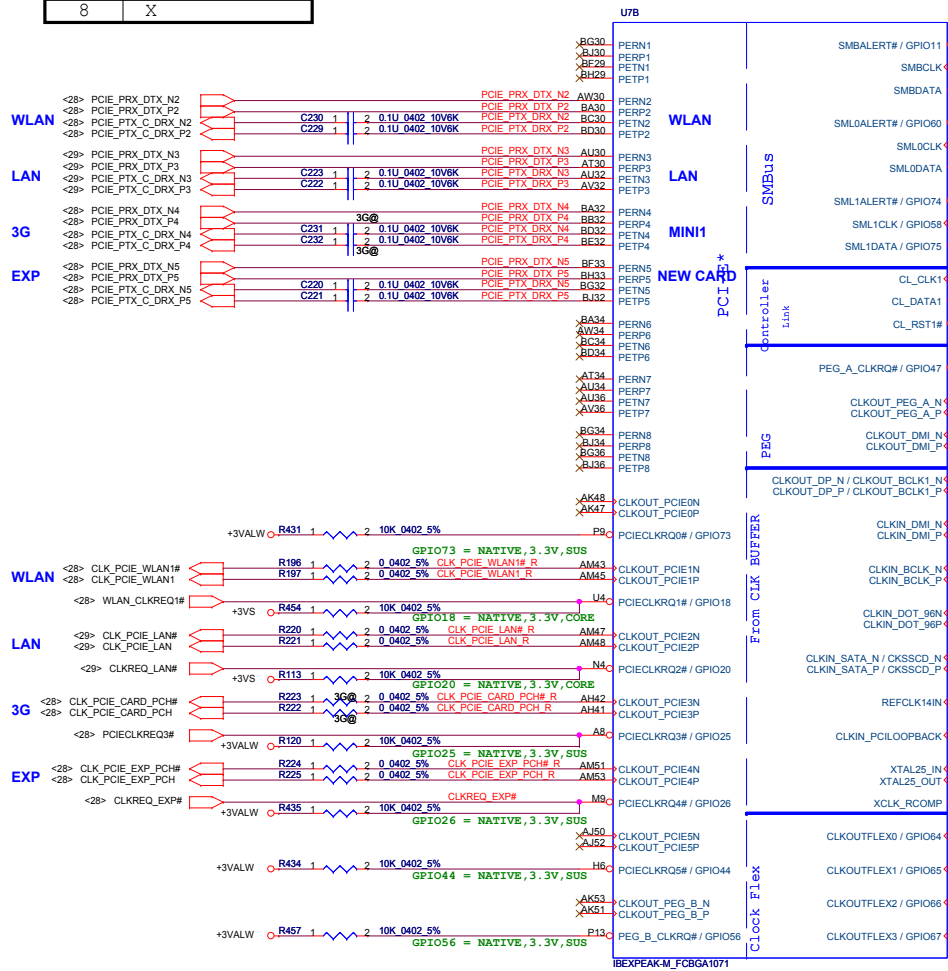 8 X
U7B
BG30 PERN1 SMBALERT# / GPIO11
BJ30 PERP1
BF29 PETN1 SMBCLK
BH29 PETP1
SMBDATA
<28> PCIE_PRX_DTX_N2 PCIE_PRX_DTX_N2 AW30 PERN2
<28> PCIE_PRX_DTX_P2 PCIE_PRX_DTX_P2 BA30 PERP2
WLAN <28> PCIE_PTX_C_DRX_N2 C230 1 2 0.1U_0402_10V6K PCIE_PTX_DRX_N2 BC30 PETN2 WLAN SML0ALERT# / GPIO60
<28> PCIE_PTX_C_DRX_P2 C229 1 2 0.1U_0402_10V6K PCIE_PTX_DRX_P2 BD30 PETP2
SML0CLK
<29> PCIE_PRX_DTX_N3 PCIE_PRX_DTX_N3 AU30 PERN3
<29> PCIE_PRX_DTX_P3 PCIE_PRX_DTX_P3 AT30 PERP3 SML0DATA
LAN <29> PCIE_PTX_C_DRX_N3 C223 1 2 0.1U_0402_10V6K PCIE_PTX_DRX_N3 AU32 PETN3 LAN SMBus
<29> PCIE_PTX_C_DRX_P3 C222 1 2 0.1U_0402_10V6K PCIE_PTX_DRX_P3 AV32 PETP3
SML1ALERT# / GPIO74
<28> PCIE_PRX_DTX_N4 PCIE_PRX_DTX_N4 BA32 PERN4
<28> PCIE_PRX_DTX_P4 3G@ PCIE_PRX_DTX_P4 BB32 PERP4 SML1CLK / GPIO58
3G <28> PCIE_PTX_C_DRX_N4 C231 1 2 0.1U_0402_10V6K PCIE_PTX_DRX_N4 BD32 PETN4 MINI1
<28> PCIE_PTX_C_DRX_P4 C232 1 2 0.1U_0402_10V6K PCIE_PTX_DRX_P4 BE32 PETP4 SML1DATA / GPIO75
3G@
<28> PCIE_PRX_DTX_N5 PCIE_PRX_DTX_N5 BF33 PERN5
EXP <28> PCIE_PRX_DTX_P5 PCIE_PRX_DTX_P5 BH33 PERP5 NEW CARD PCI-E* CL_CLK1
<28> PCIE_PTX_C_DRX_N5 C220 1 2 0.1U_0402_10V6K PCIE_PTX_DRX_N5 BG32 PETN5
<28> PCIE_PTX_C_DRX_P5 C221 1 2 0.1U_0402_10V6K PCIE_PTX_DRX_P5 BJ32 PETP5 Controller Link CL_DATA1
BA34 PERN6 CL_RST1#
AW34 PERP6
BC34 PETN6
BD34 PETP6
PEG_A_CLKRQ# / GPIO47
AT34 PERN7
AU34 PERP7
AU36 PETN7 CLKOUT_PEG_A_N
AV36 PETP7 CLKOUT_PEG_A_P
BG34 PERN8 CLKOUT_DMI_N
BJ34 PERP8 PEG CLKOUT_DMI_P
BG36 PETN8
BJ36 PETP8
CLKOUT_DP_N / CLKOUT_BCLK1_N
CLKOUT_DP_P / CLKOUT_BCLK1_P
AK48 CLKOUT_PCIE0N
AK47 CLKOUT_PCIE0P
CLKIN_DMI_N
+3VALW R431 1 2 10K_0402_5% P9 PCIECLKRQ0# / GPIO73 CLKIN_DMI_P
GPIO73 = NATIVE,3.3V,SUS
From CLK BUFFER
WLAN <28> CLK_PCIE_WLAN1# R196 1 2 0_0402_5% CLK_PCIE_WLAN1#_R AM43 CLKOUT_PCIE1N CLKIN_BCLK_N
<28> CLK_PCIE_WLAN1 R197 1 2 0_0402_5% CLK_PCIE_WLAN1_R AM45 CLKOUT_PCIE1P CLKIN_BCLK_P
<28> WLAN_CLKREQ1# U4 PCIECLKRQ1# / GPIO18
+3VS R454 1 2 10K_0402_5% CLKIN_DOT_96N
GPIO18 = NATIVE,3.3V,CORE CLKIN_DOT_96P
<29> CLK_PCIE_LAN# R220 1 2 0_0402_5% CLK_PCIE_LAN#_R AM47 CLKOUT_PCIE2N
LAN <29> CLK_PCIE_LAN R221 1 2 0_0402_5% CLK_PCIE_LAN_R AM48 CLKOUT_PCIE2P
CLKIN_SATA_N / CKSSCD_N
<29> CLKREQ_LAN# N4 PCIECLKRQ2# / GPIO20 CLKIN_SATA_P / CKSSCD_P
+3VS R113 1 2 10K_0402_5%
GPIO20 = NATIVE,3.3V,CORE
3G <28> CLK_PCIE_CARD_PCH# R223 1 3G@ 2 0_0402_5% CLK_PCIE_CARD_PCH#_R AH42 CLKOUT_PCIE3N REFCLK14IN
<28> CLK_PCIE_CARD_PCH R222 1 2 0_0402_5% CLK_PCIE_CARD_PCH_R AH41 CLKOUT_PCIE3P
3G@
<28> PCIECLKREQ3# A8 PCIECLKRQ3# / GPIO25 CLKIN_PCILOOPBACK
+3VALW R120 1 2 10K_0402_5%
GPIO25 = NATIVE,3.3V,SUS
EXP <28> CLK_PCIE_EXP_PCH# R224 1 2 0_0402_5% CLK_PCIE_EXP_PCH#_R AM51 CLKOUT_PCIE4N XTAL25_IN
<28> CLK_PCIE_EXP_PCH R225 1 2 0_0402_5% CLK_PCIE_EXP_PCH_R AM53 CLKOUT_PCIE4P XTAL25_OUT
<28> CLKREQ_EXP# CLKREQ_EXP# M9 PCIECLKRQ4# / GPIO26 XCLK_RCOMP
+3VALW R435 1 2 10K_0402_5%
GPIO26 = NATIVE,3.3V,SUS
AJ50 CLKOUT_PCIE5N CLKOUTFLEX0 / GPIO64
AJ52 CLKOUT_PCIE5P
+3VALW R434 1 2 10K_0402_5% H6 PCIECLKRQ5# / GPIO44 CLKOUTFLEX1 / GPIO65
GPIO44 = NATIVE,3.3V,SUS
Clock Flex
AK53 CLKOUT_PEG_B_N CLKOUTFLEX2 / GPIO66
AK51 CLKOUT_PEG_B_P
+3VALW R457 1 2 10K_0402_5% P13 PEG_B_CLKRQ# / GPIO56 CLKOUTFLEX3 / GPIO67
GPIO56 = NATIVE,3.3V,SUS
IBEXPEAK-M_FCBGA1071